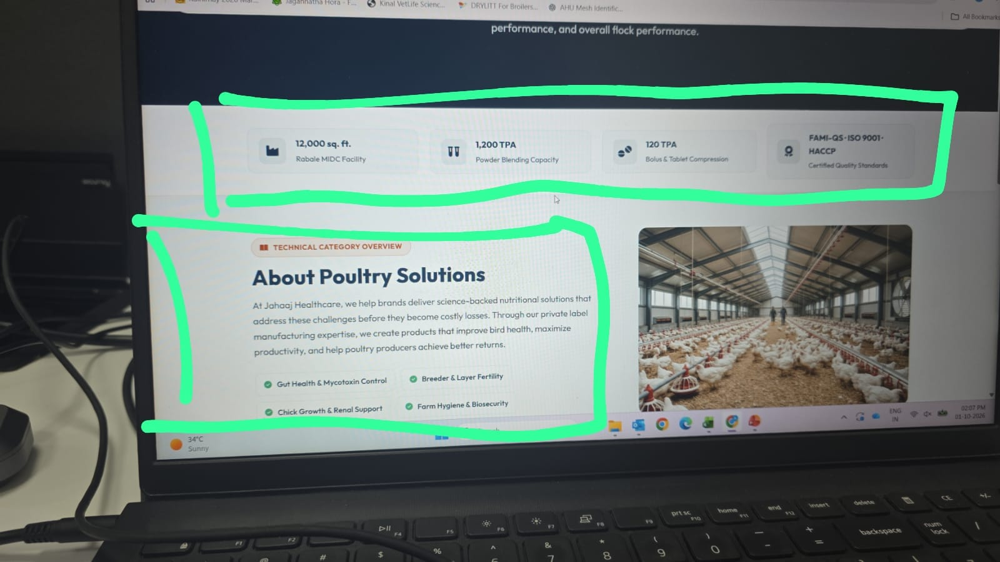 Jagannatha Hora - F...
Kinal VetLife Scienc...
DRYLITT For Broilers...
AHU Mesh Identific...
All Bookmarks
performance, and overall flock performance.
12,000 sq. ft.
Rabale MIDC Facility
1,200 TPA
Powder Blending Capacity
120 TPA
Bolus & Tablet Compression
FAMI-QS · ISO 9001 ·
HACCP
Certified Quality Standards
TECHNICAL CATEGORY OVERVIEW
About Poultry Solutions
At Jahaaj Healthcare, we help brands deliver science-backed nutritional solutions that
address these challenges before they become costly losses. Through our private label
manufacturing expertise, we create products that improve bird health, maximize
productivity, and help poultry producers achieve better returns.
Gut Health & Mycotoxin Control
Breeder & Layer Fertility
Chick Growth & Renal Support
Farm Hygiene & Biosecurity
34°C
Sunny
ENG
IN
02:07 PM
01-10-2026
F1
F2
F4
F5
F6
F7
F8
F9
prt sc
F10
home
F11
end
F12
insert
delete
CE
+/-
# $ % ^ & * ( ) — +
7 8 9 0 - =
backspace
num
lock